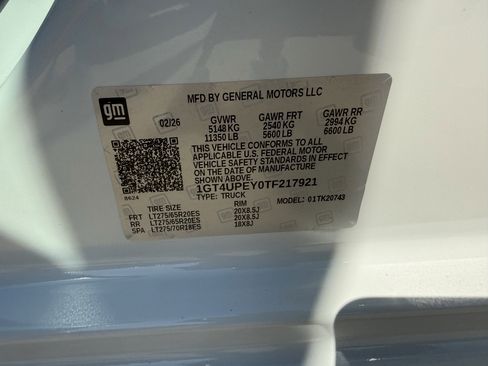 gm
MFD BY GENERAL MOTORS LLC
02/26 GVWR GAWR FRT GAWR RR
5148 KG 2540 KG 2994 KG
11350 LB 5600 LB 6600 LB
THIS VEHICLE CONFORMS TO ALL
APPLICABLE U.S. FEDERAL MOTOR
VEHICLE SAFETY STANDARDS IN EFFECT
ON THE DATE OF MANUFACTURE
SHOWN ABOVE.
1GT4UPEY0TF217921
TYPE: TRUCK MODEL: 01TK20743
8624
TIRE SIZE RIM
FRT LT275/65R20ES 20X8.5J
RR LT275/65R20ES 20X8.5J
SPA LT275/70R18ES 18X8J